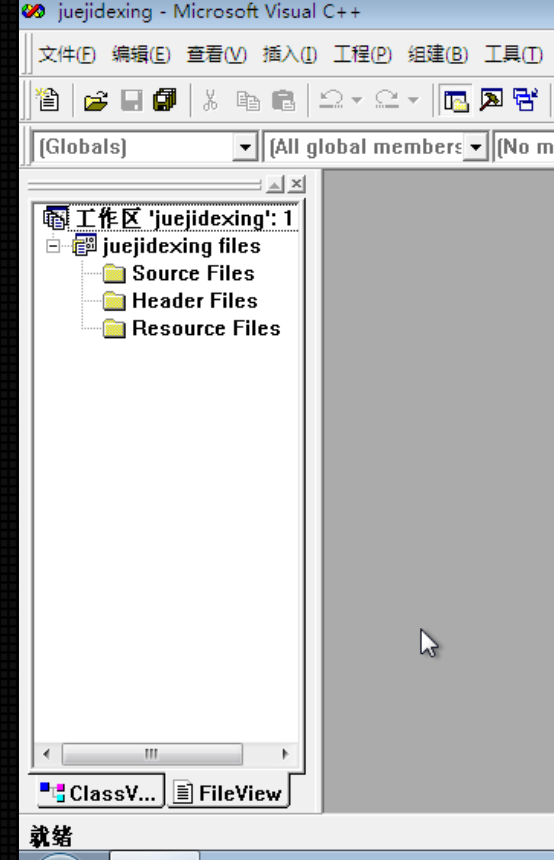 juejidexing - Microsoft Visual C++
文件(F) 编辑(E) 查看(V) 插入(I) 工程(P) 组建(B) 工具(T)
(Globals) (All global members (No m
工作区 'juejidexing': 1
juejidexing files
Source Files
Header Files
Resource Files
ClassV... FileView
就绪